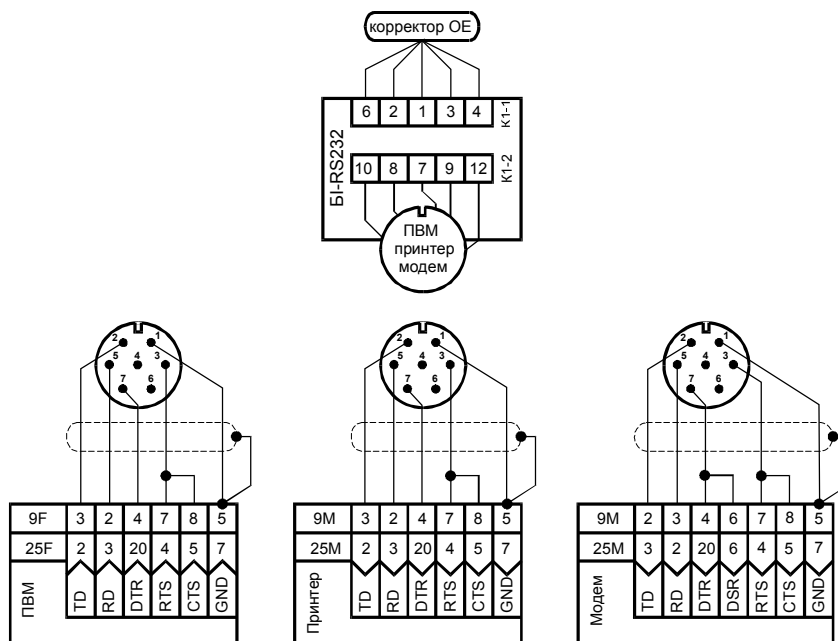 корректор ОЕ
6 2 1 3 4
К1-1
БІ-RS232
10 8 7 9 12
К1-2
ПВМ
принтер
модем
2 1
5 4 3
7 6
2 1
5 4 3
7 6
2 1
5 4 3
7 6
9F 3 2 4 7 8 5
25F 2 3 20 4 5 7
ПВМ TD RD DTR RTS CTS GND
9M 3 2 4 7 8 5
25M 2 3 20 4 5 7
Принтер TD RD DTR RTS CTS GND
9M 2 3 4 6 7 8 5
25M 3 2 20 6 4 5 7
Модем TD RD DTR DSR RTS CTS GND